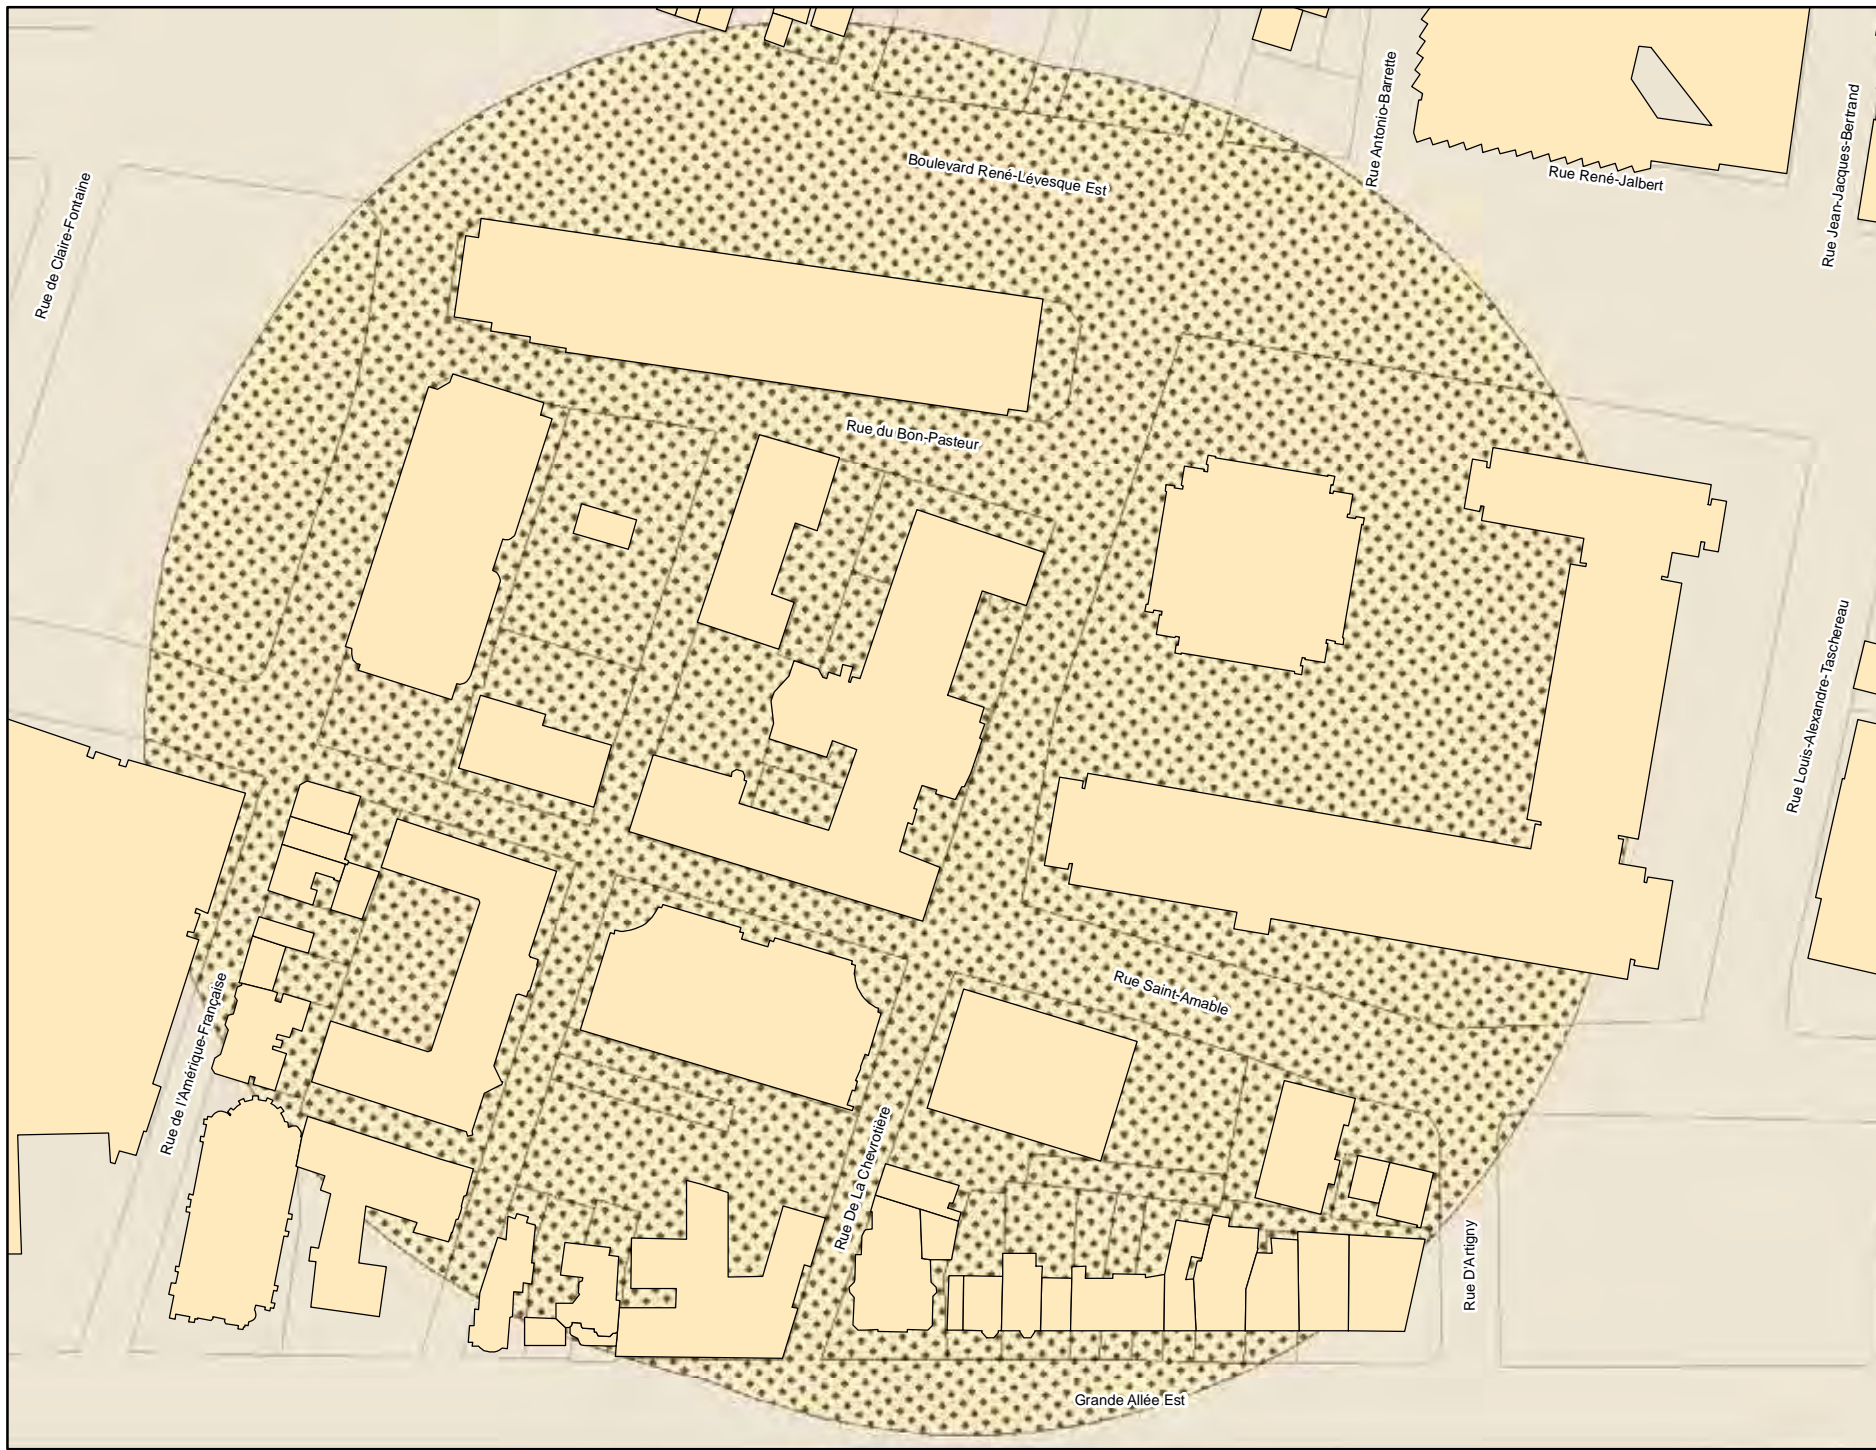 Rue Antonio-Barrette
Rue Jean-Jacques-Bertrand
Boulevard René-Lévesque Est
Rue René-Jalbert
Rue de Claire-Fontaine
Rue du Bon-Pasteur
Rue Louis-Alexandre-Taschereau
Rue Saint-Amable
Rue de l'Amérique-Française
Rue De La Chevrotière
Rue D'Artigny
Grande Allée Est